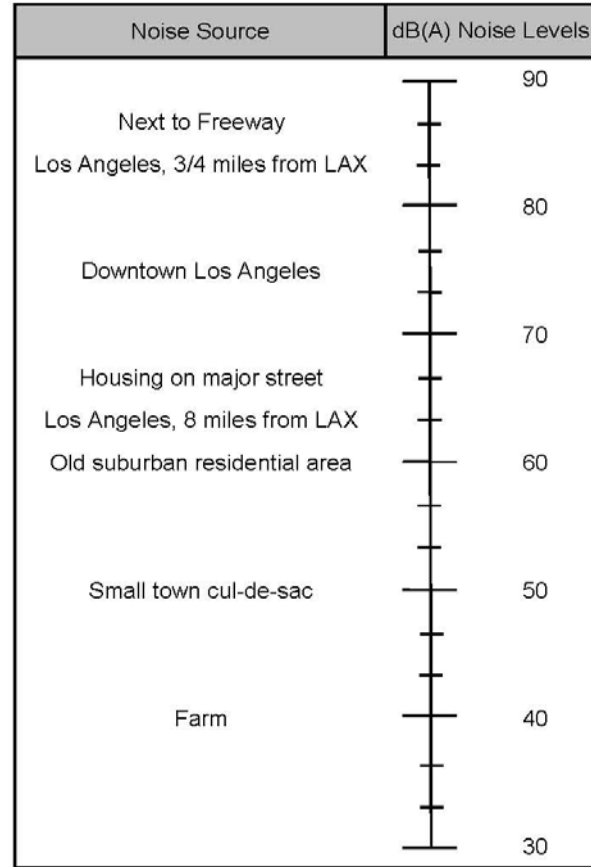 Noise Source dB(A) Noise Levels
90
Next to Freeway
Los Angeles, 3/4 miles from LAX
80
Downtown Los Angeles
70
Housing on major street
Los Angeles, 8 miles from LAX
Old suburban residential area 60
Small town cul-de-sac 50
Farm 40
30